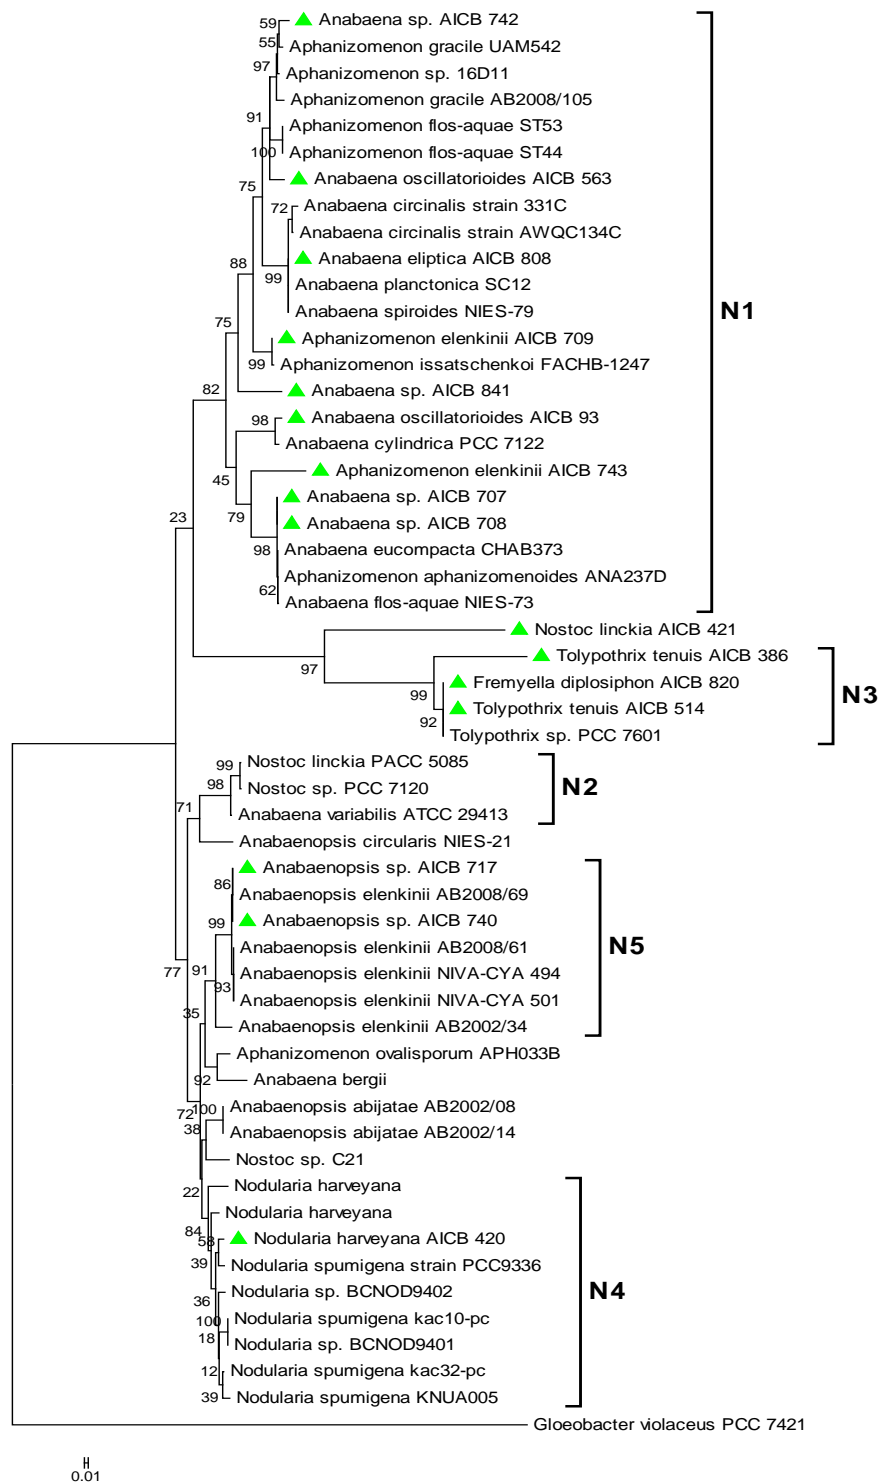 59
Anabaena sp. AICB 742
55
Aphanizomenon gracile UAM542
97
Aphanizomenon sp. 16D11
Aphanizomenon gracile AB2008/105
91
Aphanizomenon flos-aquae ST53
100
Aphanizomenon flos-aquae ST44
Anabaena oscillatorioides AICB 563
75
72
Anabaena circinalis strain 331C
Anabaena circinalis strain AWQC134C
Anabaena eliptica AICB 808
88
99
Anabaena planctonica SC12
Anabaena spiroides NIES-79
N1
75
Aphanizomenon elenkinii AICB 709
99
Aphanizomenon issatschenkoi FACHB-1247
82
Anabaena sp. AICB 841
98
Anabaena oscillatorioides AICB 93
Anabaena cylindrica PCC 7122
45
Aphanizomenon elenkinii AICB 743
Anabaena sp. AICB 707
23
79
Anabaena sp. AICB 708
98
Anabaena eucompacta CHAB373
62
Aphanizomenon aphanizomenoides ANA237D
Anabaena flos-aquae NIES-73
Nostoc linckia AICB 421
97
Tolypothrix tenuis AICB 386
99
Fremyella diplosiphon AICB 820
N3
92
Tolypothrix tenuis AICB 514
Tolypothrix sp. PCC 7601
99
Nostoc linckia PACC 5085
98
Nostoc sp. PCC 7120
N2
71
Anabaena variabilis ATCC 29413
Anabaenopsis circularis NIES-21
Anabaenopsis sp. AICB 717
86
Anabaenopsis elenkinii AB2008/69
99
Anabaenopsis sp. AICB 740
Anabaenopsis elenkinii AB2008/61
N5
77
91
Anabaenopsis elenkinii NIVA-CYA 494
93
Anabaenopsis elenkinii NIVA-CYA 501
35
Anabaenopsis elenkinii AB2002/34
Aphanizomenon ovalisporum APH033B
92
Anabaena bergii
72
100
Anabaenopsis abijatae AB2002/08
38
Anabaenopsis abijatae AB2002/14
Nostoc sp. C21
22
Nodularia harveyana
Nodularia harveyana
84
58
Nodularia harveyana AICB 420
39
Nodularia spumigena strain PCC9336
Nodularia sp. BCNOD9402
N4
36
100
Nodularia spumigena kac10-pc
18
Nodularia sp. BCNOD9401
12
Nodularia spumigena kac32-pc
39
Nodularia spumigena KNUA005
Gloeobacter violaceus PCC 7421
0.01